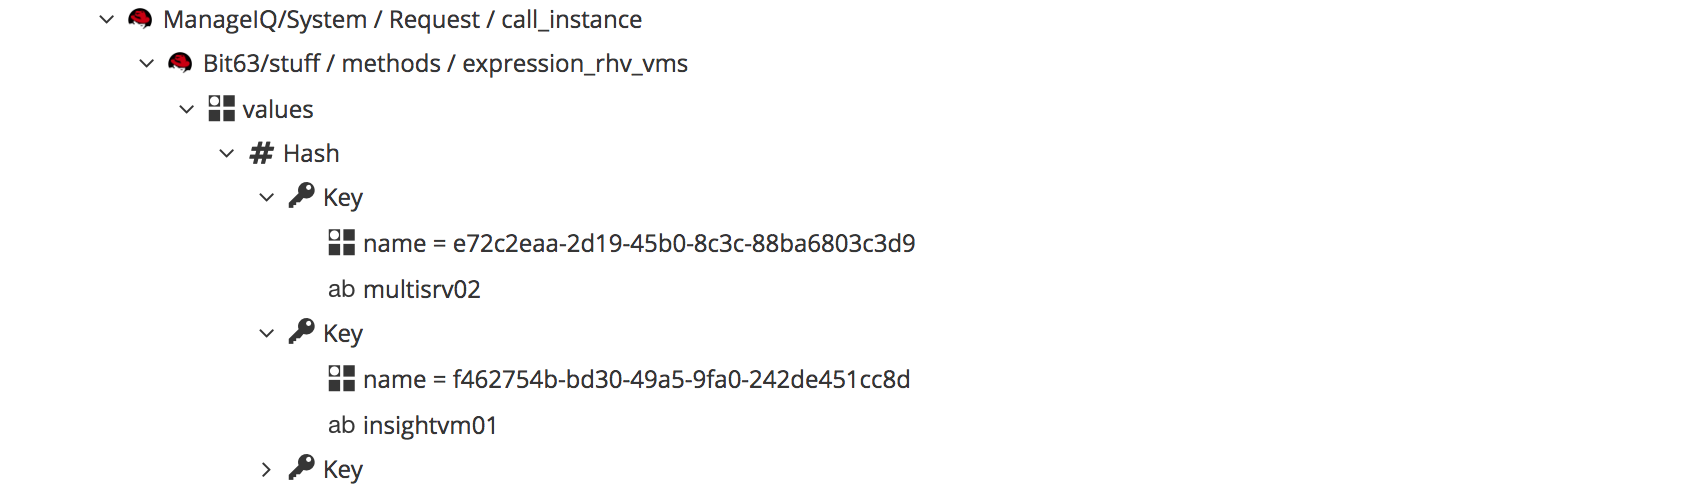 ManageIQ/System / Request / call_instance
Bit63/stuff / methods / expression_rhv_vms
values
Hash
Key
name = e72c2eaa-2d19-45b0-8c3c-88ba6803c3d9
ab multisrv02
Key
name = f462754b-bd30-49a5-9fa0-242de451cc8d
ab insightvm01
Key